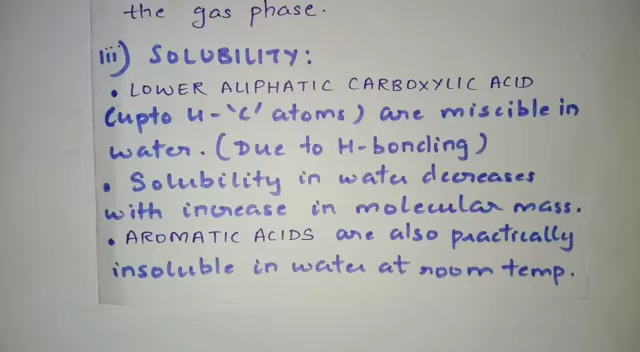 the gas phase.
iii) SOLUBILITY:
• LOWER ALIPHATIC CARBOXYLIC ACID
(upto 4-'C' atoms) are miscible in
water. (Due to H-bonding)
• Solubility in water decreases
with increase in molecular mass.
• AROMATIC ACIDS are also practically
insoluble in water at room temp.